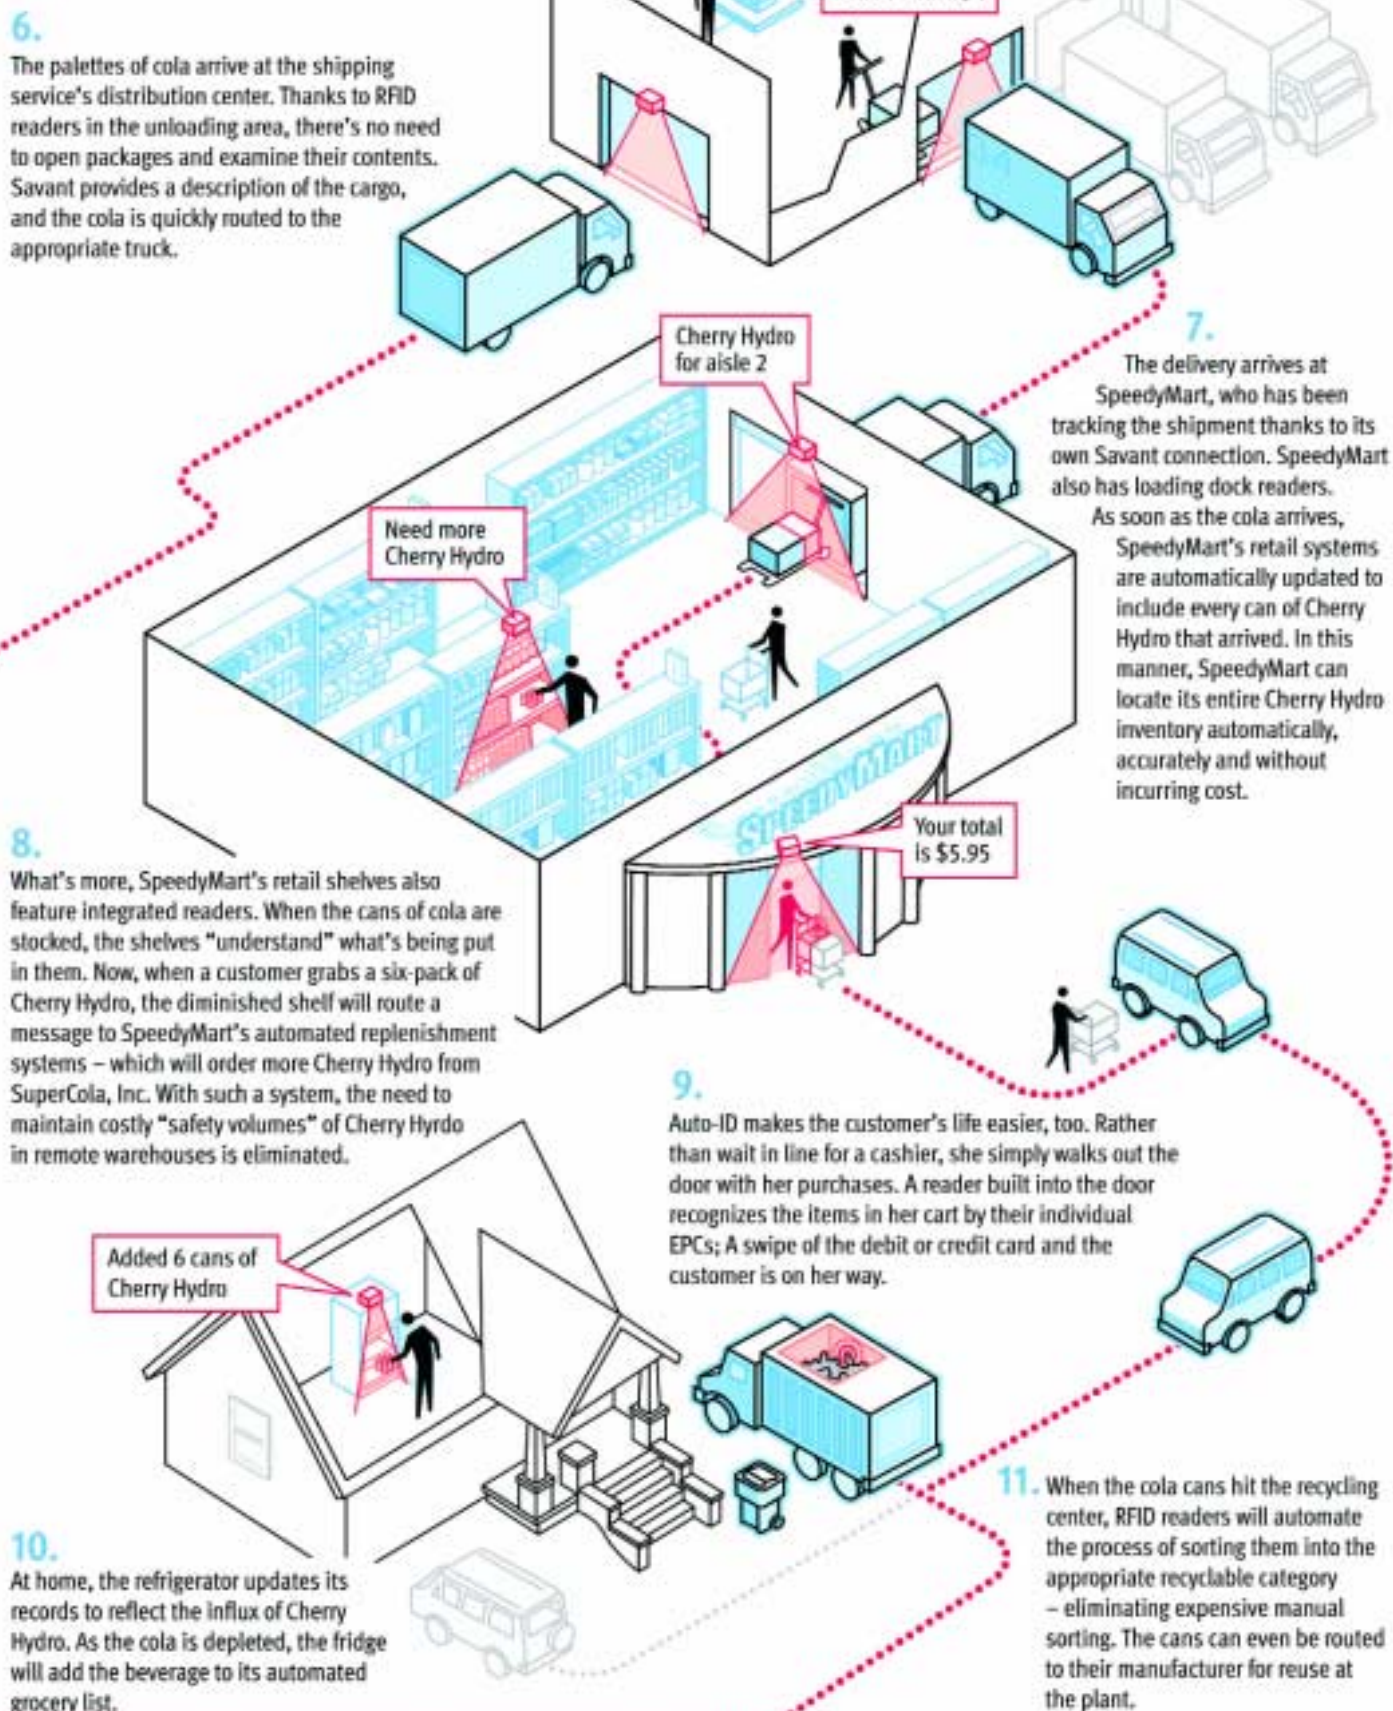 6.
The palettes of cola arrive at the shipping
service's distribution center. Thanks to RFID
readers in the unloading area, there's no need
to open packages and examine their contents.
Savant provides a description of the cargo,
and the cola is quickly routed to the
appropriate truck.
Cherry Hydro
for aisle 2
7.
The delivery arrives at
SpeedyMart, who has been
tracking the shipment thanks to its
own Savant connection. SpeedyMart
also has loading dock readers.
As soon as the cola arrives,
SpeedyMart's retail systems
are automatically updated to
include every can of Cherry
Hydro that arrived. In this
manner, SpeedyMart can
locate its entire Cherry Hydro
inventory automatically,
accurately and without
incurring cost.
Need more
Cherry Hydro
SPEEDYMART
Your total
is $5.95
8.
What's more, SpeedyMart's retail shelves also
feature integrated readers. When the cans of cola are
stocked, the shelves "understand" what's being put
in them. Now, when a customer grabs a six-pack of
Cherry Hydro, the diminished shelf will route a
message to SpeedyMart's automated replenishment
systems – which will order more Cherry Hydro from
SuperCola, Inc. With such a system, the need to
maintain costly "safety volumes" of Cherry Hyrdo
in remote warehouses is eliminated.
9.
Auto-ID makes the customer's life easier, too. Rather
than wait in line for a cashier, she simply walks out the
door with her purchases. A reader built into the door
recognizes the items in her cart by their individual
EPCs; A swipe of the debit or credit card and the
customer is on her way.
Added 6 cans of
Cherry Hydro
10.
At home, the refrigerator updates its
records to reflect the influx of Cherry
Hydro. As the cola is depleted, the fridge
will add the beverage to its automated
grocery list.
11. When the cola cans hit the recycling
center, RFID readers will automate
the process of sorting them into the
appropriate recyclable category
– eliminating expensive manual
sorting. The cans can even be routed
to their manufacturer for reuse at
the plant.